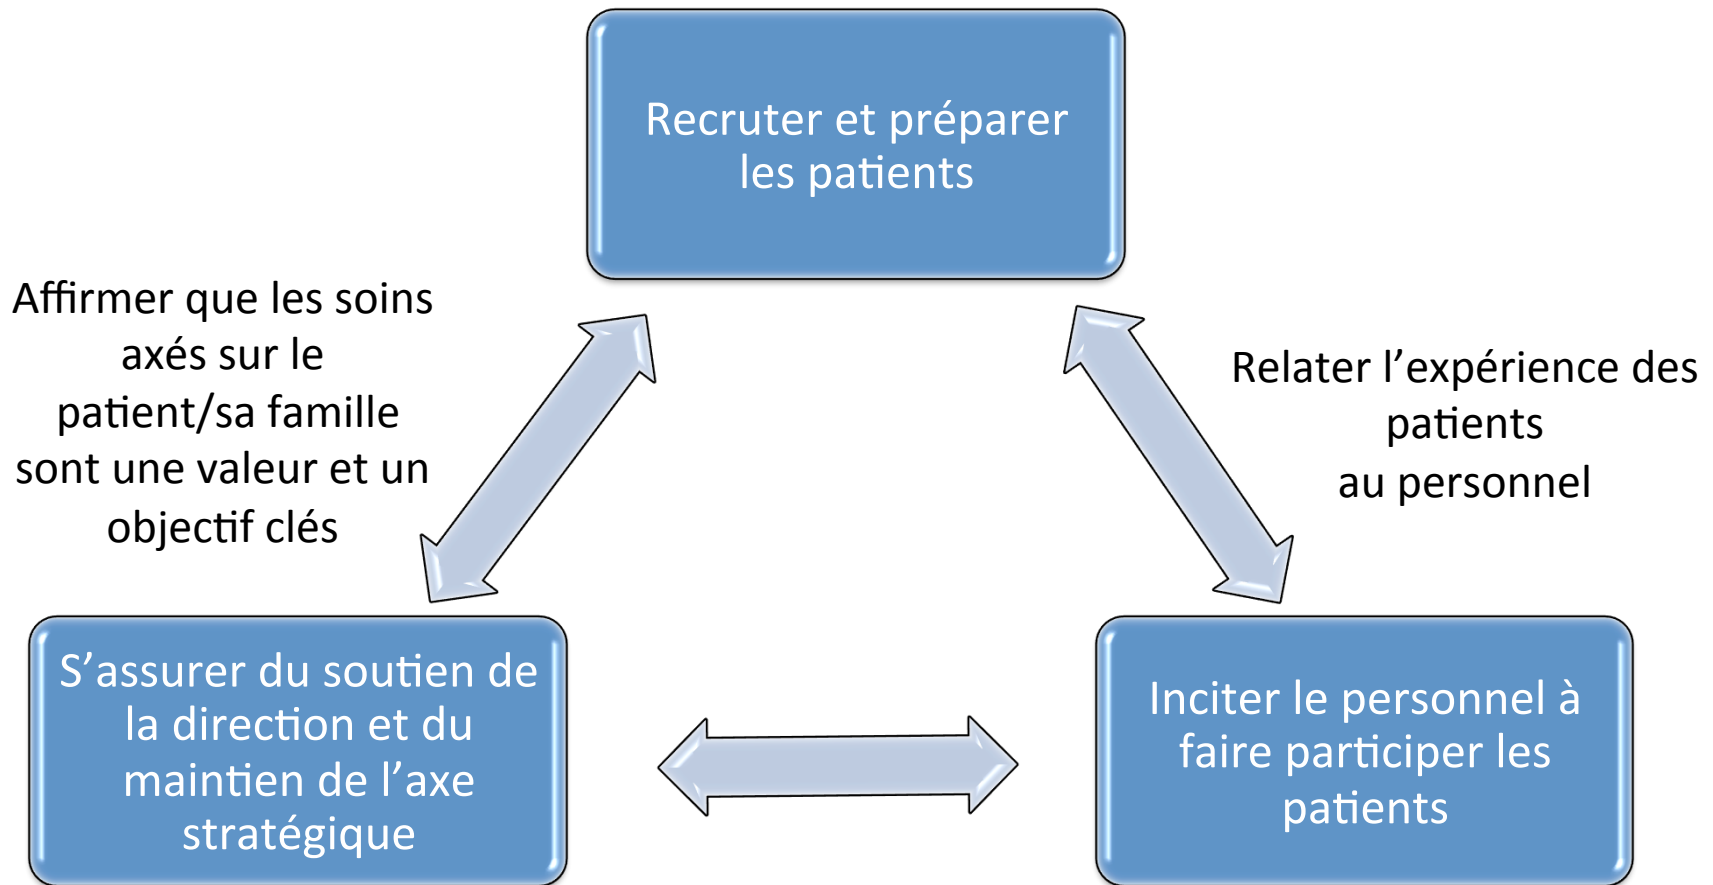 Recruter et préparer
les patients
Affirmer que les soins
axés sur le
patient/sa famille
sont une valeur et un
objectif clés
Relater l’expérience des
patients
au personnel
S’assurer du soutien de
la direction et du
maintien de l’axe
stratégique
Inciter le personnel à
faire participer les
patients